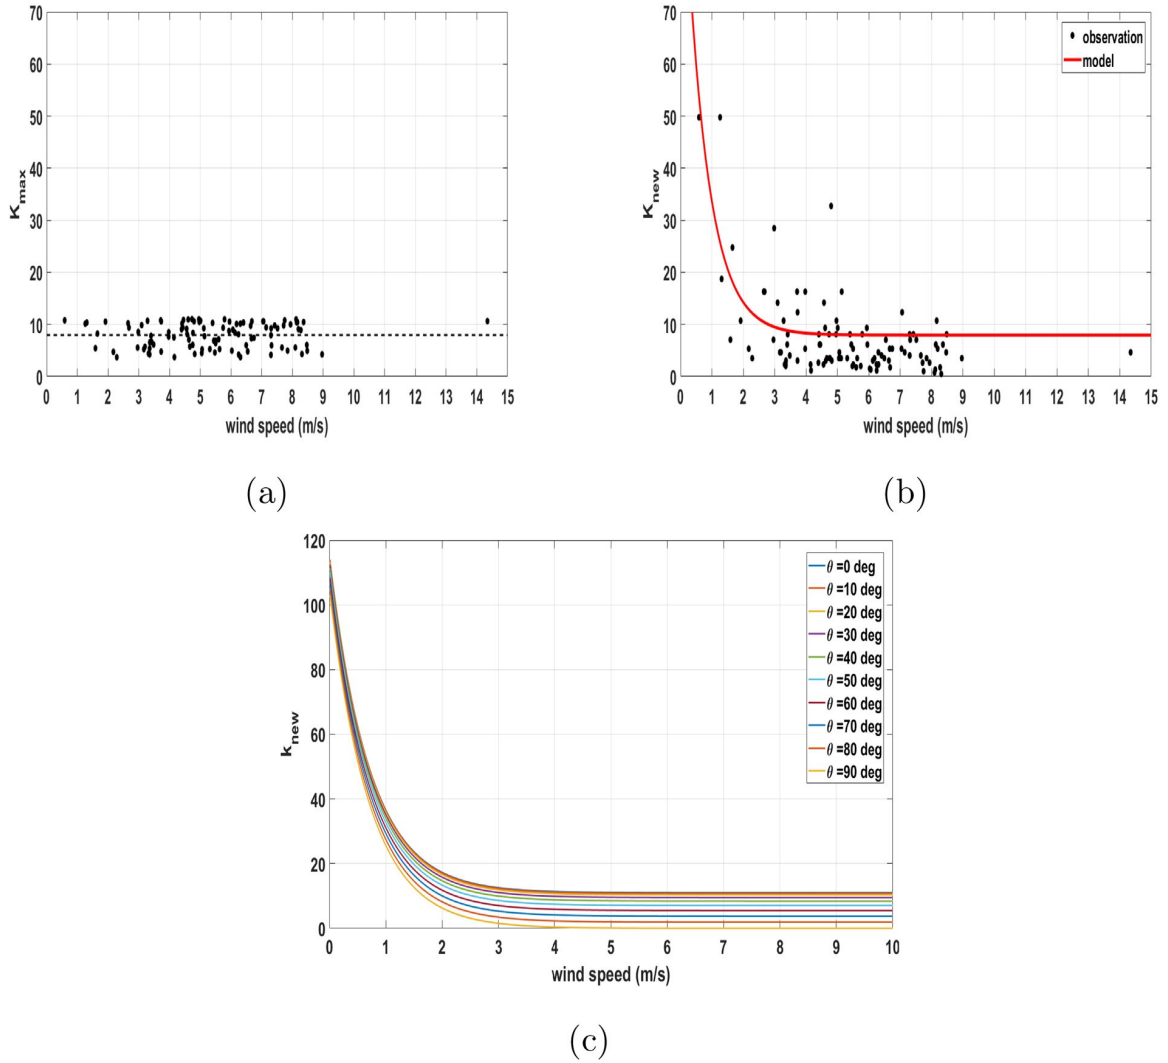 70
60
50
40
30
20
10
0
K_max
0 1 2 3 4 5 6 7 8 9 10 11 12 13 14 15
wind speed (m/s)
(a)
70
60
50
40
30
20
10
0
K_new
observation
model
0 1 2 3 4 5 6 7 8 9 10 11 12 13 14 15
wind speed (m/s)
(b)
120
100
80
60
40
20
0
k_new
θ =0 deg
θ =10 deg
θ =20 deg
θ =30 deg
θ =40 deg
θ =50 deg
θ =60 deg
θ =70 deg
θ =80 deg
θ =90 deg
0 1 2 3 4 5 6 7 8 9 10
wind speed (m/s)
(c)